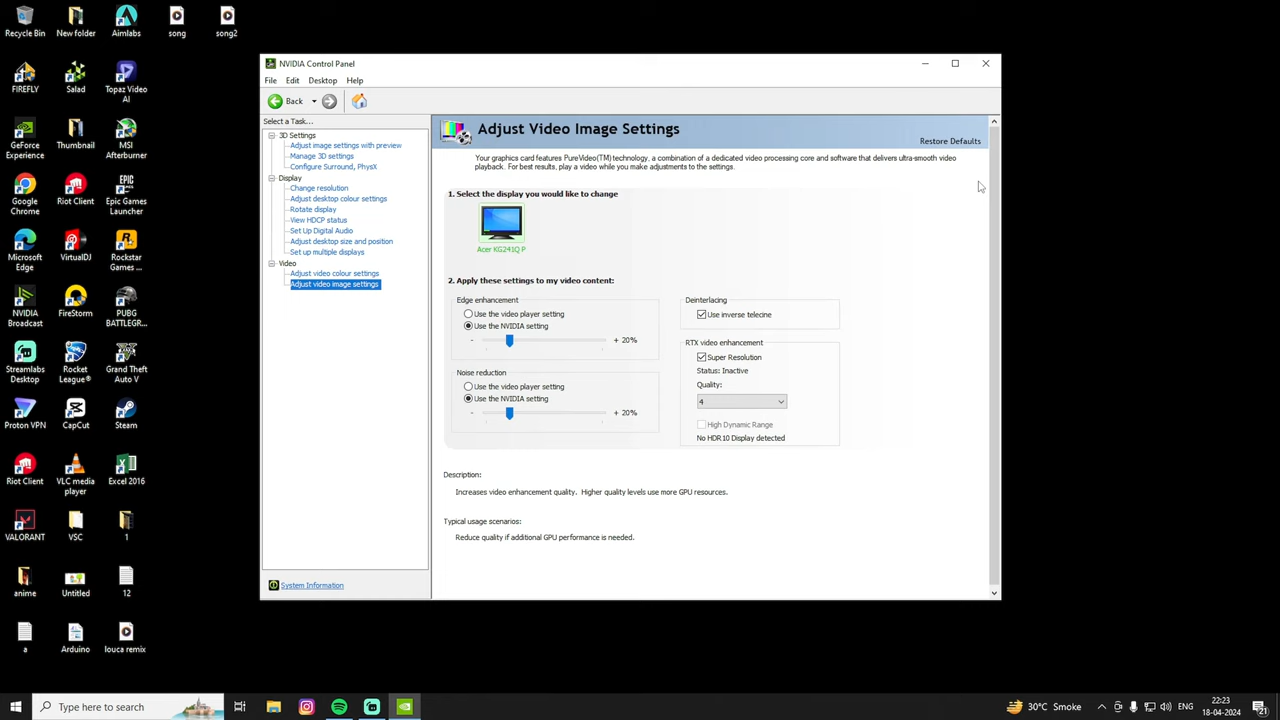 Recycle Bin
New folder
Aimlabs
song
song2
FIREFLY
Salad
Topaz Video
AI
GeForce
Experience
Thumbnail
MSI
Afterburner
Google
Chrome
Riot Client
Epic Games
Launcher
Microsoft
Edge
VirtualDJ
Rockstar
Games ...
NVIDIA
Broadcast
FireStorm
PUBG
BATTLEGR...
Streamlabs
Desktop
Rocket
League®
Grand Theft
Auto V
Proton VPN
CapCut
Steam
Riot Client
VLC media
player
Excel 2016
VALORANT
VSC
1
anime
Untitled
12
a
Arduino
louca remix
NVIDIA Control Panel
File
Edit
Desktop
Help
Back
Select a Task...
3D Settings
Adjust image settings with preview
Manage 3D settings
Configure Surround, PhysX
Display
Change resolution
Adjust desktop colour settings
Rotate display
View HDCP status
Set Up Digital Audio
Adjust desktop size and position
Set up multiple displays
Video
Adjust video colour settings
Adjust video image settings
System Information
Adjust Video Image Settings
Restore Defaults
Your graphics card features PureVideo(TM) technology, a combination of a dedicated video processing core and software that delivers ultra-smooth video
playback. For best results, play a video while you make adjustments to the settings.
1. Select the display you would like to change
Acer KG241Q P
2. Apply these settings to my video content:
Edge enhancement
Use the video player setting
Use the NVIDIA setting
- + 20%
Noise reduction
Use the video player setting
Use the NVIDIA setting
- + 20%
Deinterlacing
Use inverse telecine
RTX video enhancement
Super Resolution
Status: Inactive
Quality:
4
High Dynamic Range
No HDR10 Display detected
Description:
Increases video enhancement quality. Higher quality levels use more GPU resources.
Typical usage scenarios:
Reduce quality if additional GPU performance is needed.
Type here to search
30°C Smoke
ENG
22:23
18-04-2024